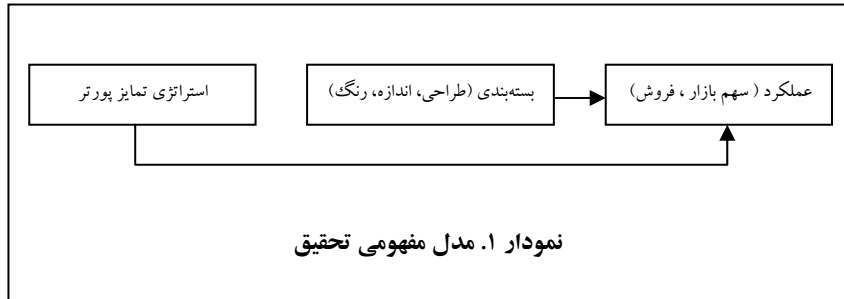 عملکرد ( سهم بازار ، فروش)
بسته‌بندی (طراحی، اندازه، رنگ)
استراتژی تمایز پورتر
نمودار ۱. مدل مفهومی تحقیق